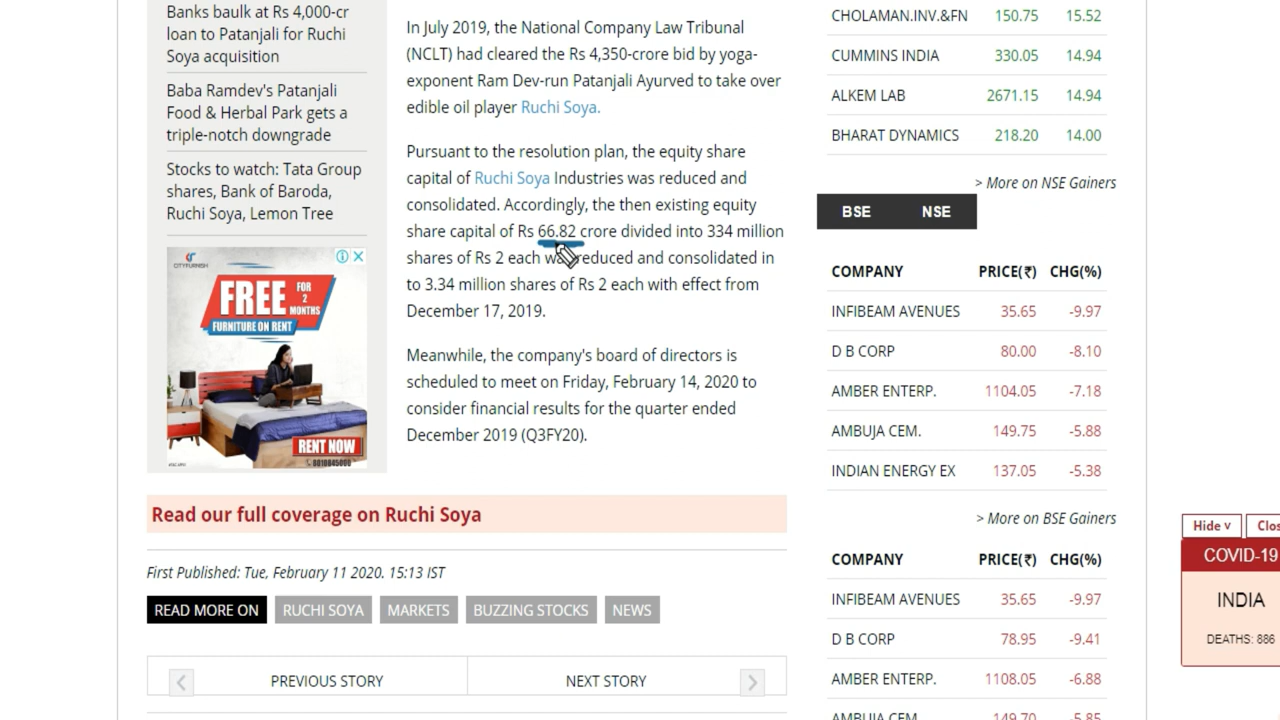 Banks baulk at Rs 4,000-cr
loan to Patanjali for Ruchi
Soya acquisition
Baba Ramdev's Patanjali
Food & Herbal Park gets a
triple-notch downgrade
Stocks to watch: Tata Group
shares, Bank of Baroda,
Ruchi Soya, Lemon Tree
CITYFURNISH
FREE FOR 2 MONTHS
FURNITURE ON RENT
RENT NOW
In July 2019, the National Company Law Tribunal
(NCLT) had cleared the Rs 4,350-crore bid by yoga-
exponent Ram Dev-run Patanjali Ayurved to take over
edible oil player Ruchi Soya.
Pursuant to the resolution plan, the equity share
capital of Ruchi Soya Industries was reduced and
consolidated. Accordingly, the then existing equity
share capital of Rs 66.82 crore divided into 334 million
shares of Rs 2 each was reduced and consolidated in
to 3.34 million shares of Rs 2 each with effect from
December 17, 2019.
Meanwhile, the company's board of directors is
scheduled to meet on Friday, February 14, 2020 to
consider financial results for the quarter ended
December 2019 (Q3FY20).
Read our full coverage on Ruchi Soya
First Published: Tue, February 11 2020. 15:13 IST
READ MORE ON RUCHI SOYA MARKETS BUZZING STOCKS NEWS
PREVIOUS STORY NEXT STORY
CHOLAMAN.INV.&FN 150.75 15.52
CUMMINS INDIA 330.05 14.94
ALKEM LAB 2671.15 14.94
BHARAT DYNAMICS 218.20 14.00
> More on NSE Gainers
BSE NSE
COMPANY PRICE(₹) CHG(%)
INFIBEAM AVENUES 35.65 -9.97
D B CORP 80.00 -8.10
AMBER ENTERP. 1104.05 -7.18
AMBUJA CEM. 149.75 -5.88
INDIAN ENERGY EX 137.05 -5.38
> More on BSE Gainers
COMPANY PRICE(₹) CHG(%)
INFIBEAM AVENUES 35.65 -9.97
D B CORP 78.95 -9.41
AMBER ENTERP. 1108.05 -6.88
AMBUJA CEM. 149.70 -5.85
Hide v Clos
COVID-19
INDIA
DEATHS: 886